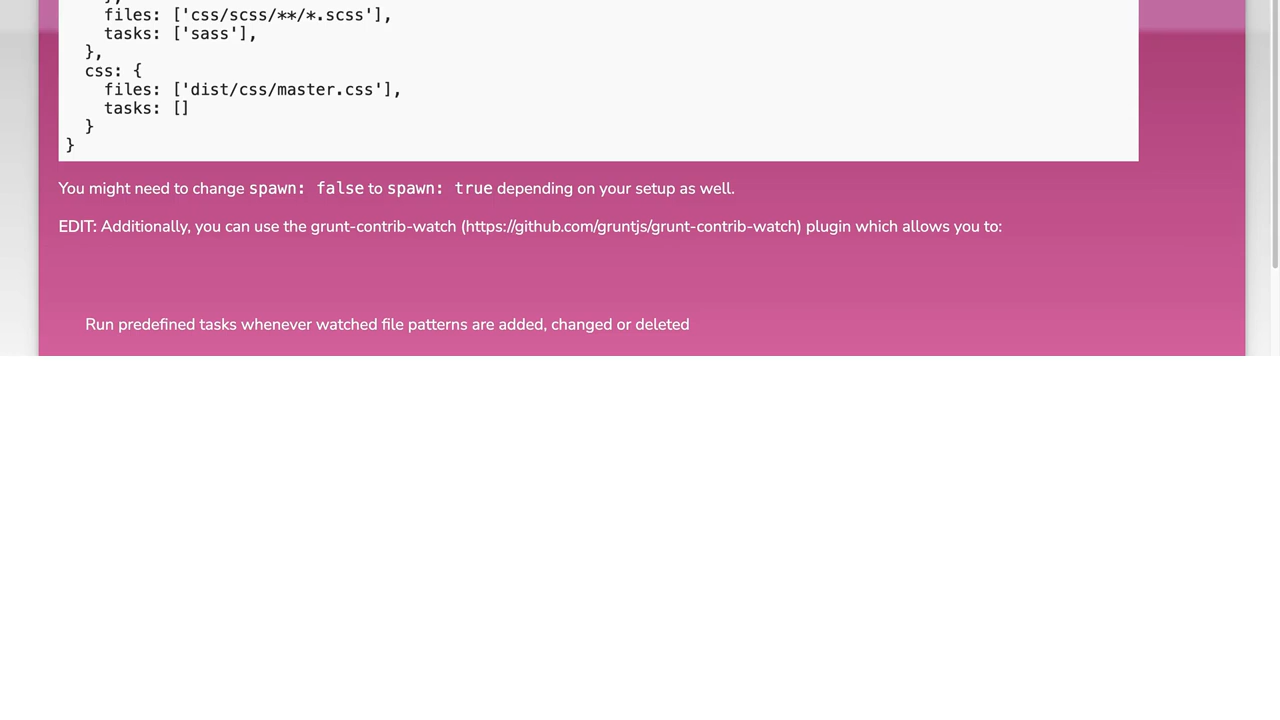 },
files: ['css/scss/**/*.scss'],
tasks: ['sass'],
},
css: {
files: ['dist/css/master.css'],
tasks: []
}
}
You might need to change spawn: false to spawn: true depending on your setup as well.
EDIT: Additionally, you can use the grunt-contrib-watch (https://github.com/gruntjs/grunt-contrib-watch) plugin which allows you to:
Run predefined tasks whenever watched file patterns are added, changed or deleted